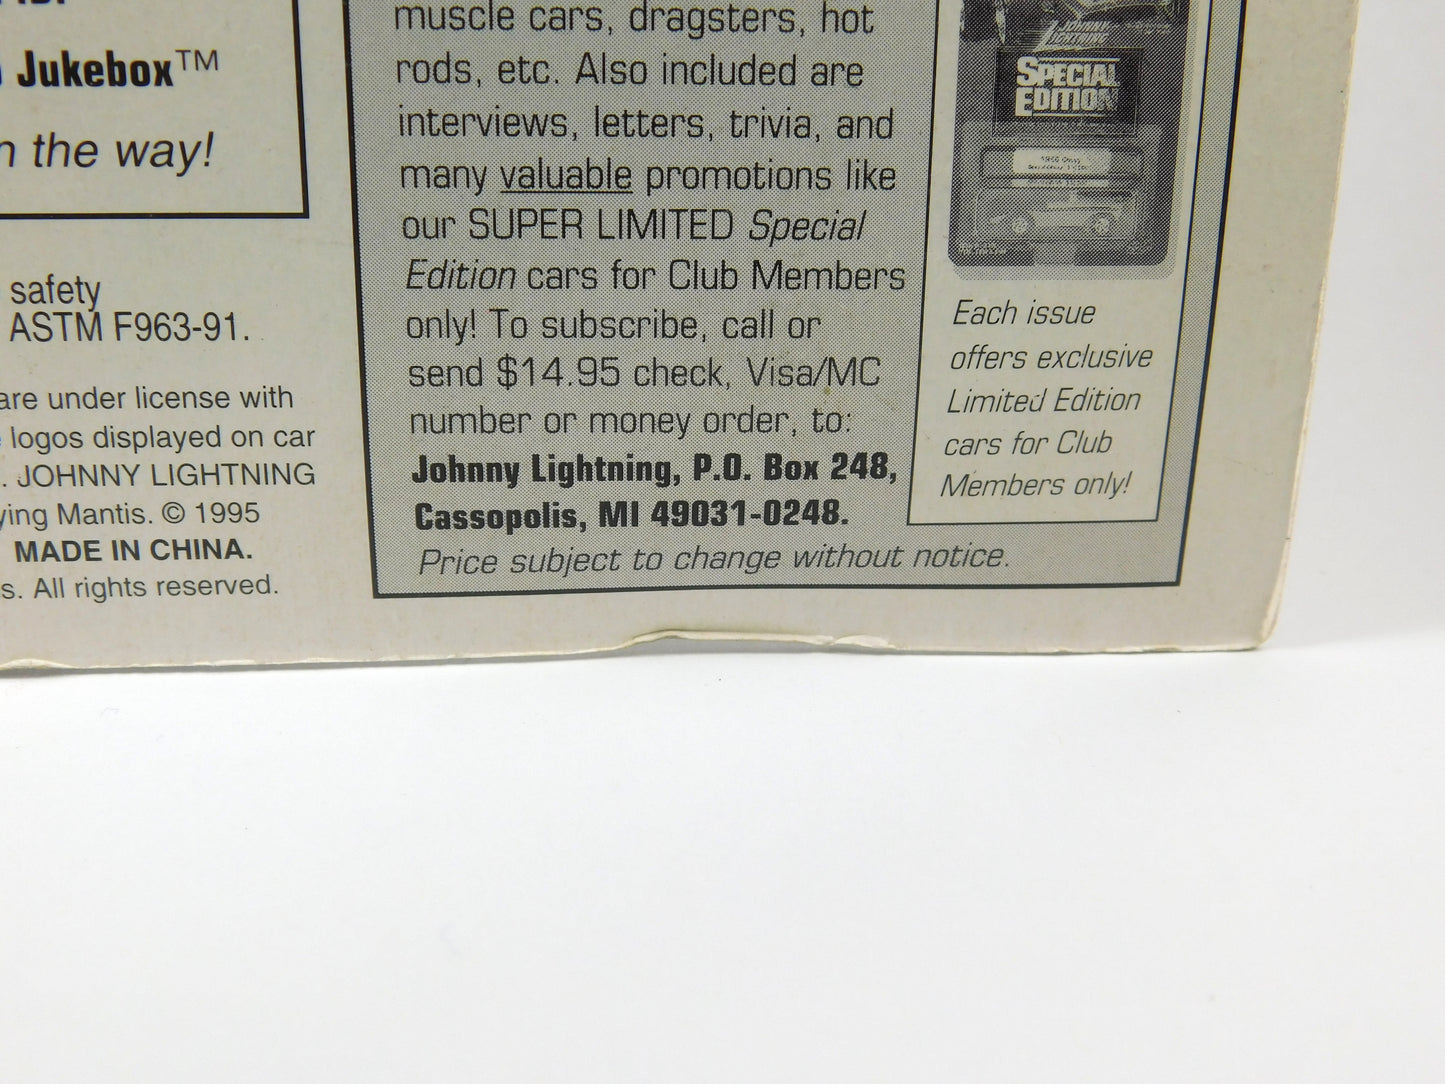 Jukebox™
n the way!
safety
ASTM F963-91.
are under license with
logos displayed on car
. JOHNNY LIGHTNING
ying Mantis. © 1995
MADE IN CHINA.
s. All rights reserved.
muscle cars, dragsters, hot
rods, etc. Also included are
interviews, letters, trivia, and
many valuable promotions like
our SUPER LIMITED Special
Edition cars for Club Members
only! To subscribe, call or
send $14.95 check, Visa/MC
number or money order, to:
Johnny Lightning, P.O. Box 248,
Cassopolis, MI 49031-0248.
Price subject to change without notice.
JOHNNY
LIGHTNING
SPECIAL
EDITION
Each issue
offers exclusive
Limited Edition
cars for Club
Members only!